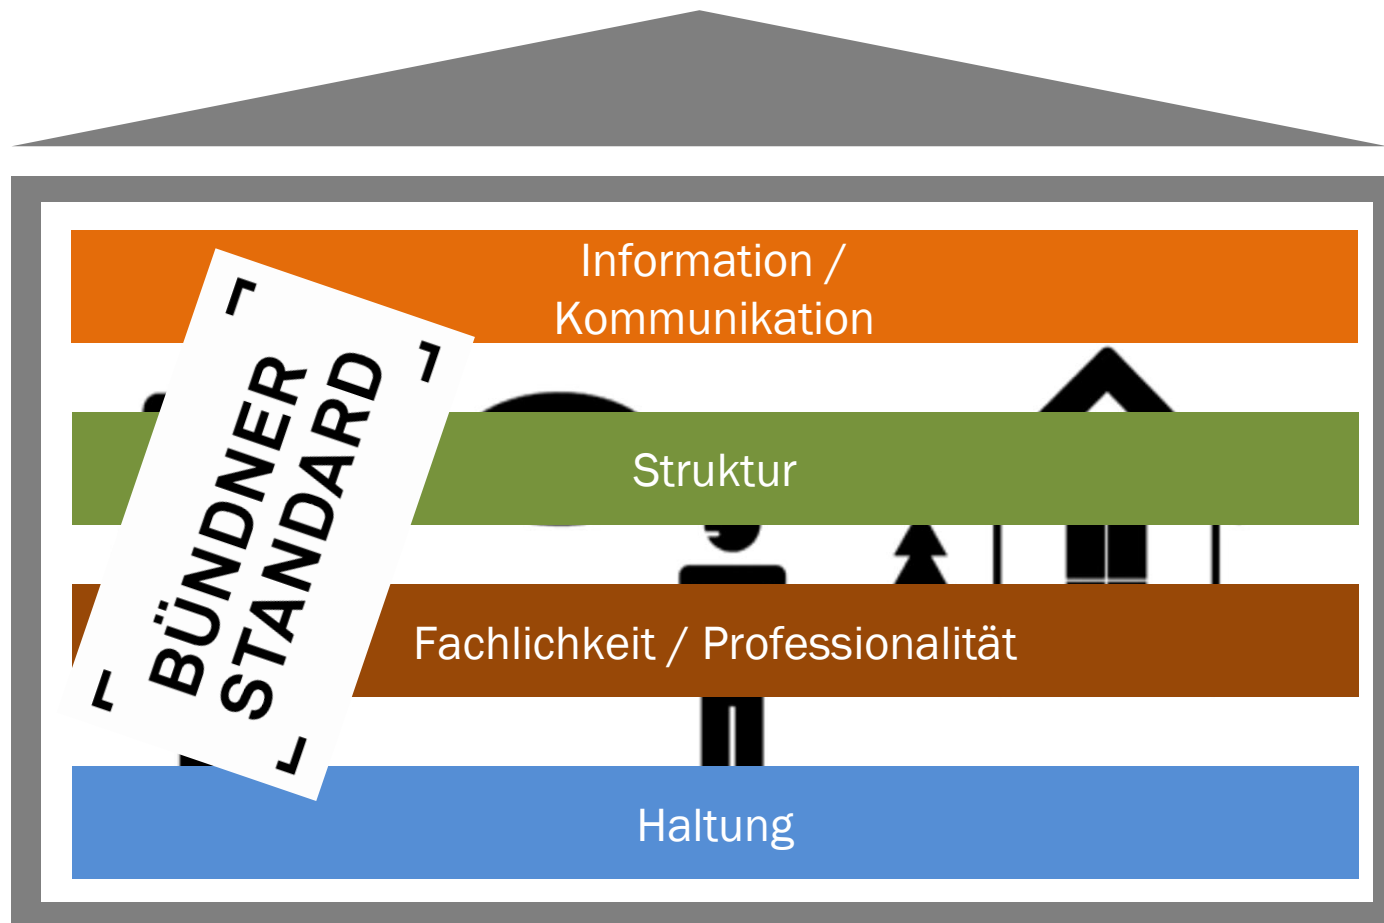 Information /
Kommunikation
BÜNDNER
STANDARD
Struktur
Fachlichkeit / Professionalität
Haltung